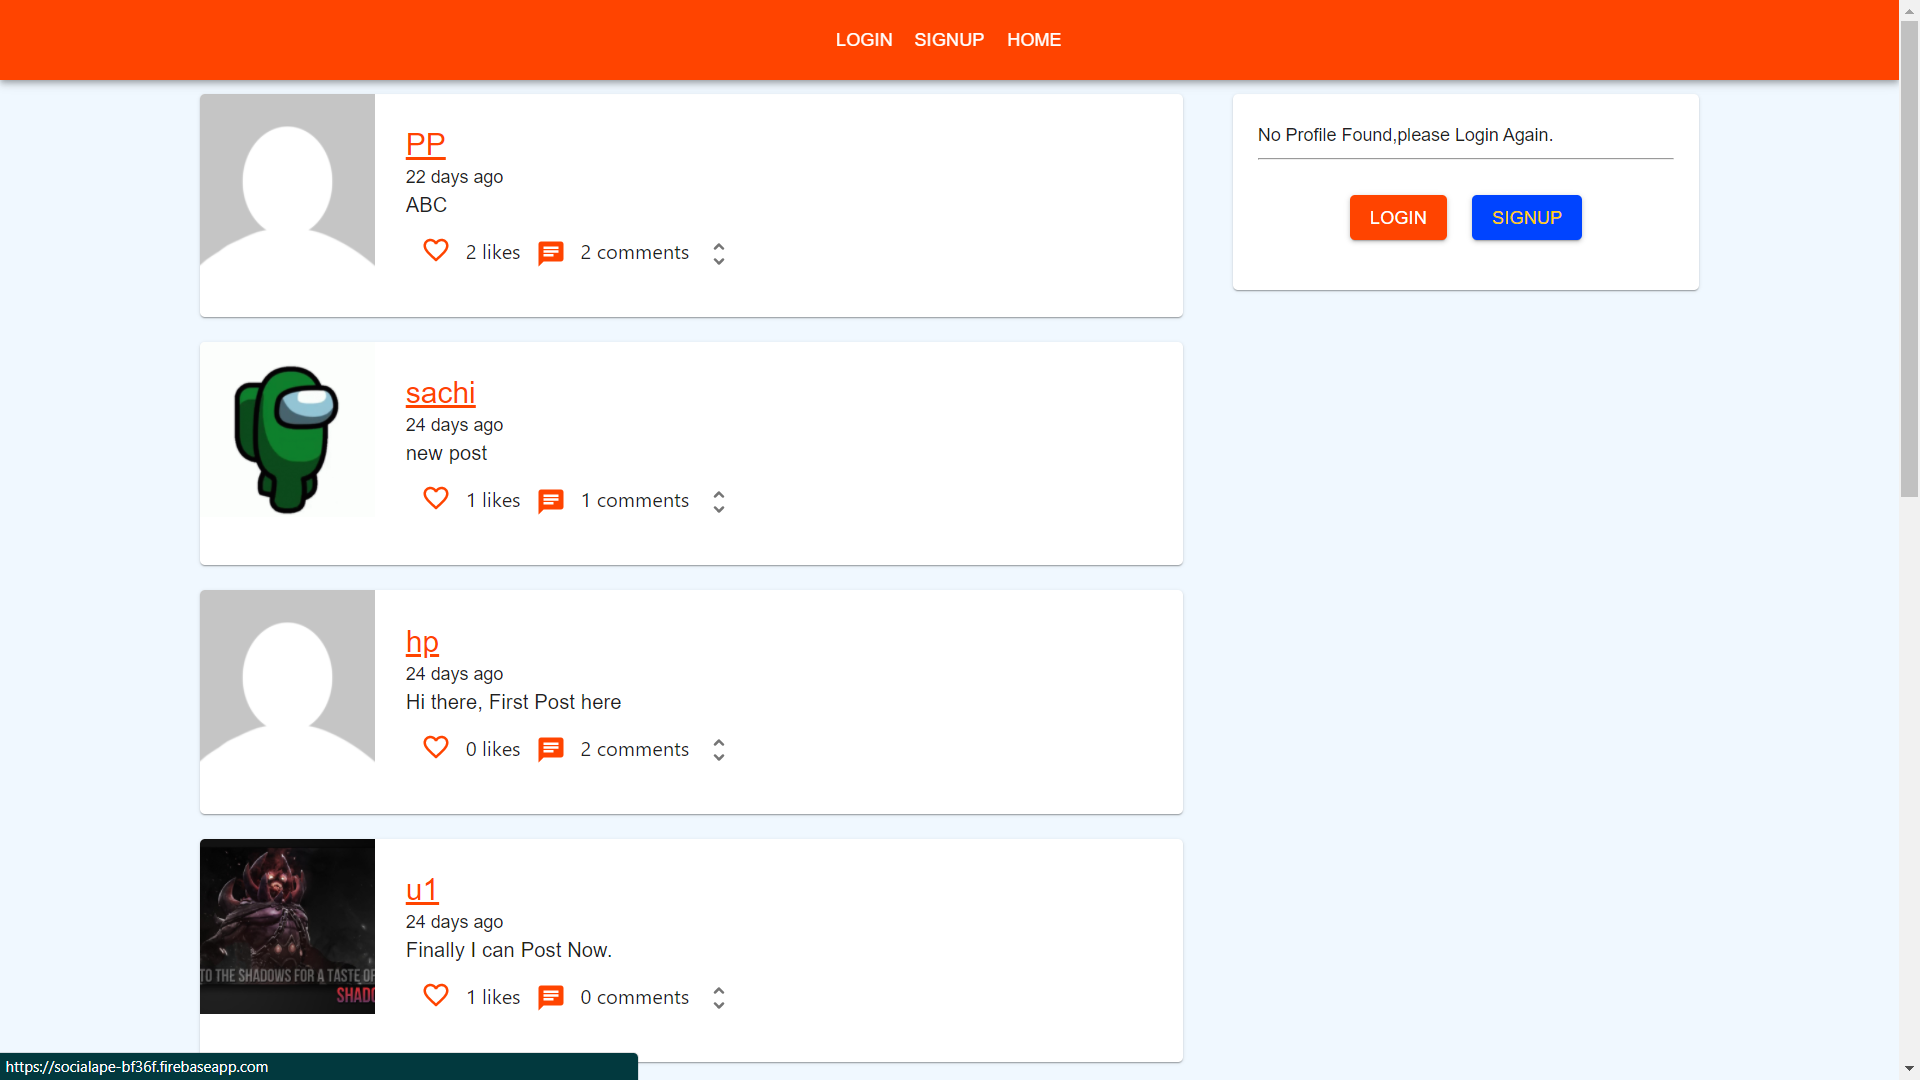 LOGIN SIGNUP HOME
PP
22 days ago
ABC
2 likes 2 comments
sachi
24 days ago
new post
1 likes 1 comments
hp
24 days ago
Hi there, First Post here
0 likes 2 comments
u1
24 days ago
Finally I can Post Now.
1 likes 0 comments
TO THE SHADOWS FOR A TASTE OF
SHADO
No Profile Found,please Login Again.
LOGIN SIGNUP
https://socialape-bf36f.firebaseapp.com